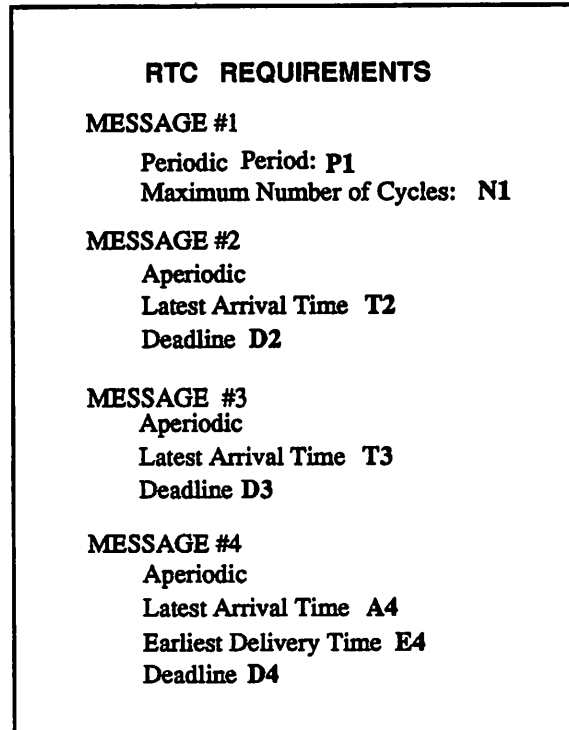 RTC REQUIREMENTS
MESSAGE #1
Periodic Period: P1
Maximum Number of Cycles: N1
MESSAGE #2
Aperiodic
Latest Arrival Time T2
Deadline D2
MESSAGE #3
Aperiodic
Latest Arrival Time T3
Deadline D3
MESSAGE #4
Aperiodic
Latest Arrival Time A4
Earliest Delivery Time E4
Deadline D4